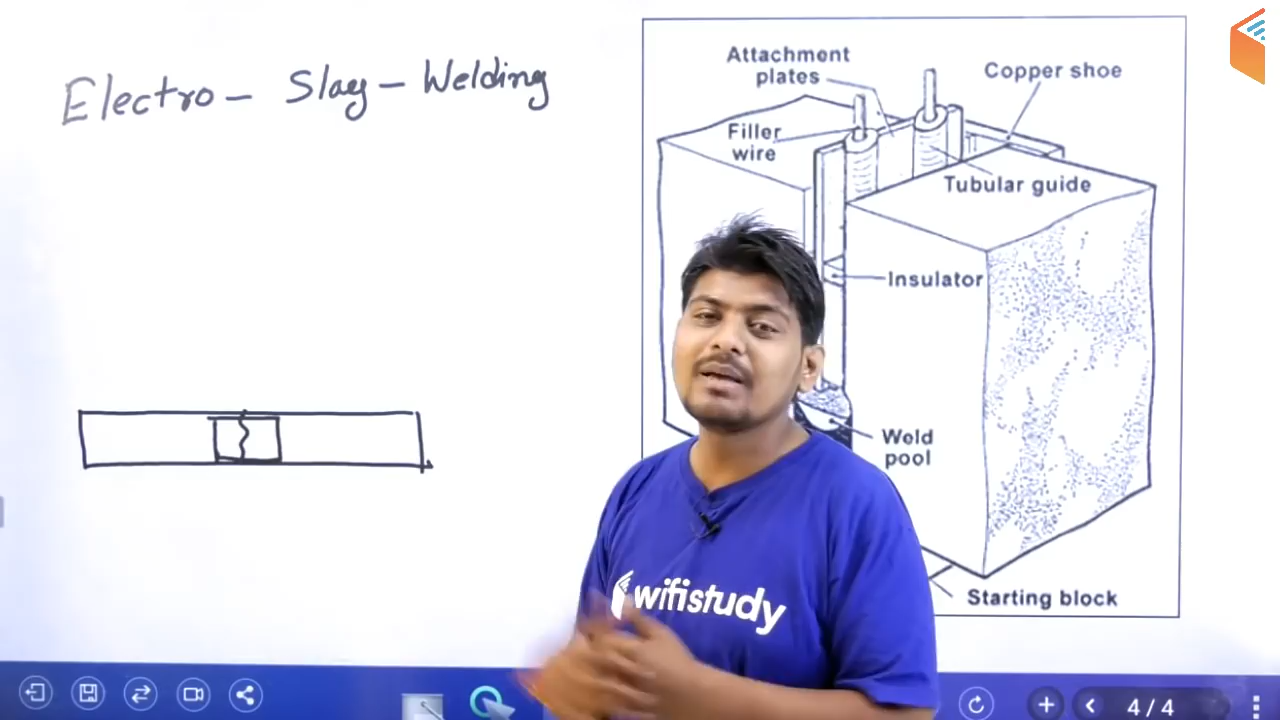 Electro - Slag - Welding
Attachment
plates
Copper shoe
Filler
wire
Tubular guide
Insulator
Weld
pool
Starting block
wifistudy
4 / 4